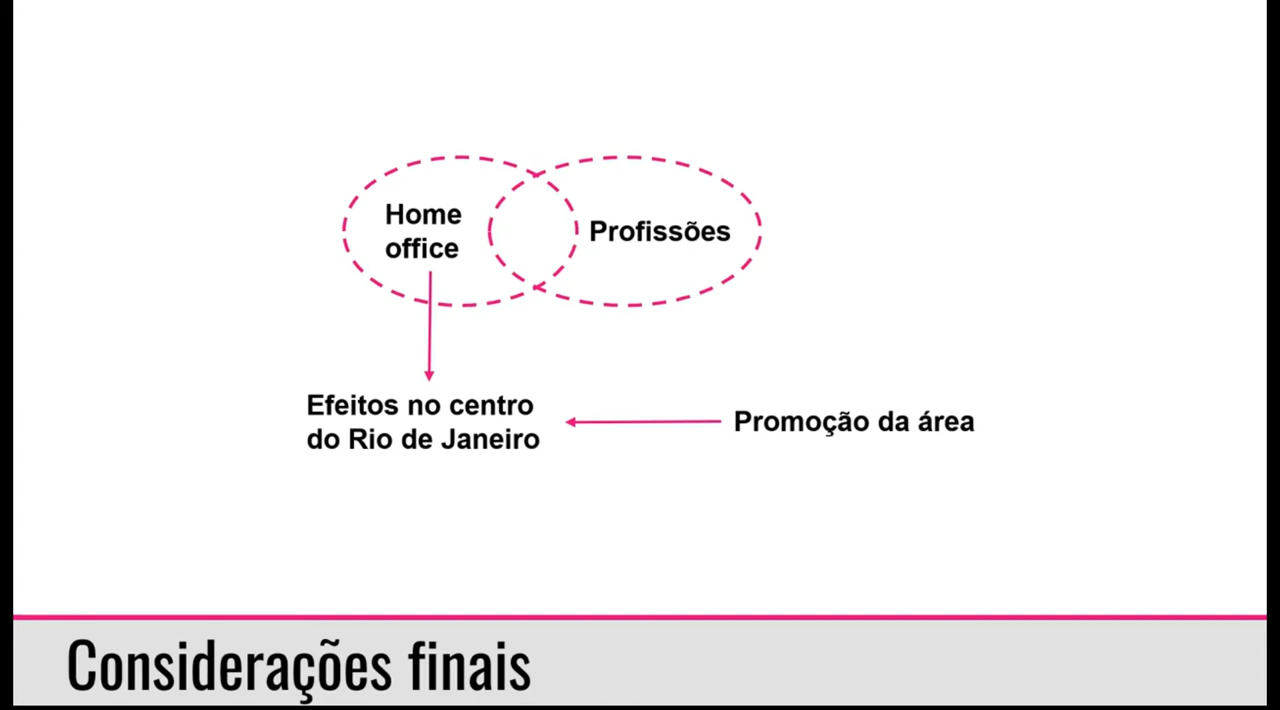 Home
office
Profissões
Efeitos no centro
do Rio de Janeiro
Promoção da área
Considerações finais